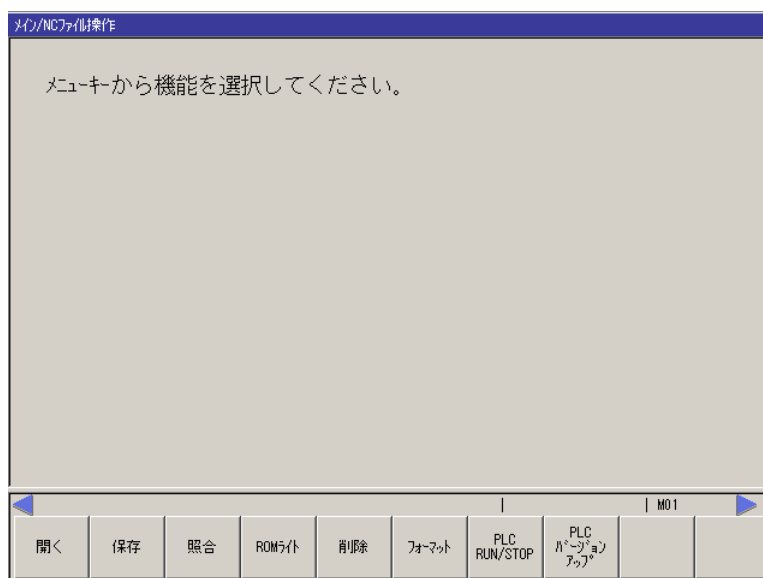 メイン/NCファイル操作
メニューキーから機能を選択してください。
M01
開く
保存
照合
ROMライト
削除
フォーマット
PLC
RUN/STOP
PLC
バージョン
アップ